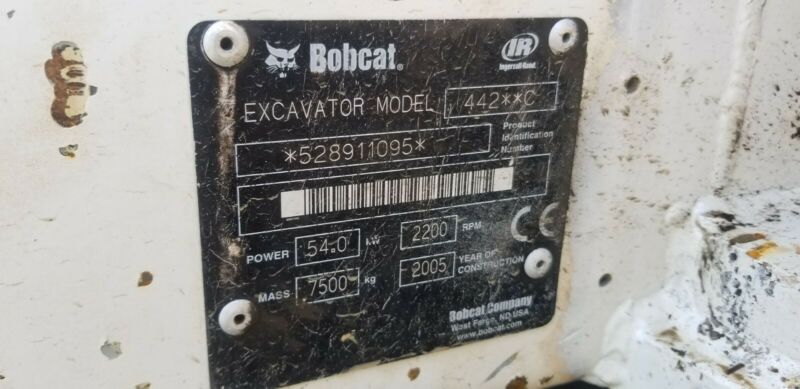 Bobcat®
IR
Ingersoll-Rand.
EXCAVATOR MODEL 442**C
*528911095*
Product
Identification
Number
CE
POWER 54.0 kW 2200 RPM
MASS 7500 kg 2005 YEAR OF
CONSTRUCTION
Bobcat Company
West Fargo, ND USA
www.bobcat.com